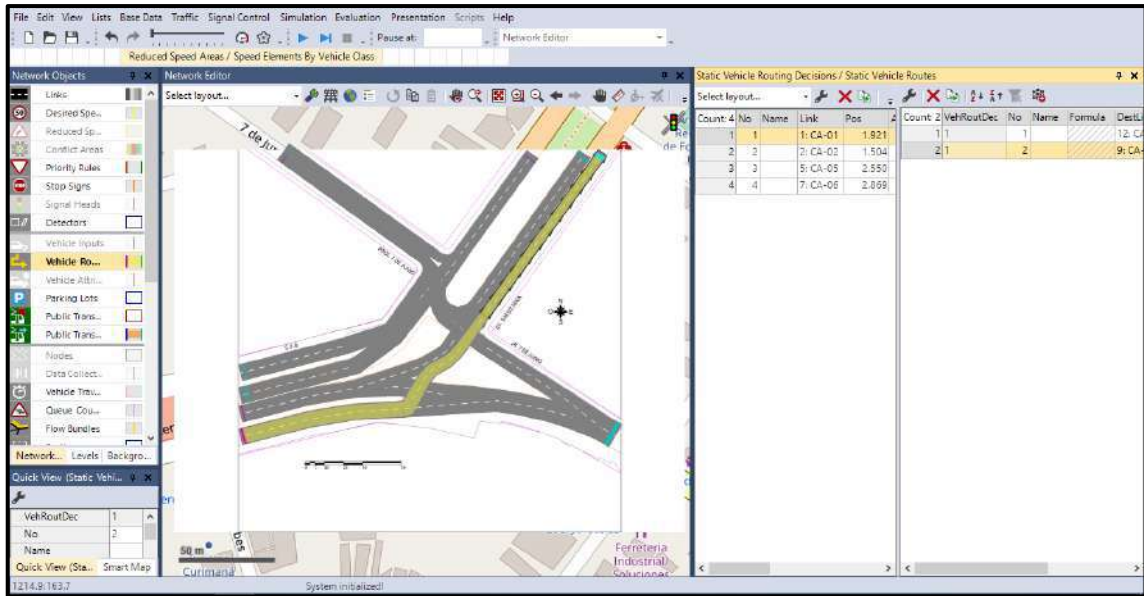 File Edit View Lists Base Data Traffic Signal Control Simulation Evaluation Presentation Scripts Help
Pause at: Network Editor
Reduced Speed Areas / Speed Elements By Vehicle Class
Network Objects
Links
Desired Spe...
Reduced Sp...
Conflict Areas
Priority Rules
Stop Signs
Signal Heads
Detectors
Vehicle Inputs
Vehicle Ro...
Vehicle Attri...
Parking Lots
Public Trans...
Public Trans...
Nodes
Data Collect...
Vehicle Trav...
Queue Cou...
Flow Bundles
Network... Levels Backgro...
Quick View (Static Vehi...
VehRoutDec 1
No 2
Name
Quick View (Sta... Smart Map
Network Editor
Select layout...
7 de Ju
50 m
Curimana
bes
Ferreteria
Industrial
Soluciones
Static Vehicle Routing Decisions / Static Vehicle Routes
Select layout...
Count: 4 No Name Link Pos
1 1 1: CA-01 1.921
2 2 2: CA-02 1.504
3 3 5: CA-05 2.550
4 4 7: CA-06 2.869
Count: 2 VehRoutDec No Name Formula DestLi
1 1 1 12: CA
2 1 2 9: CA-
1214.9:163.7 System initialized!